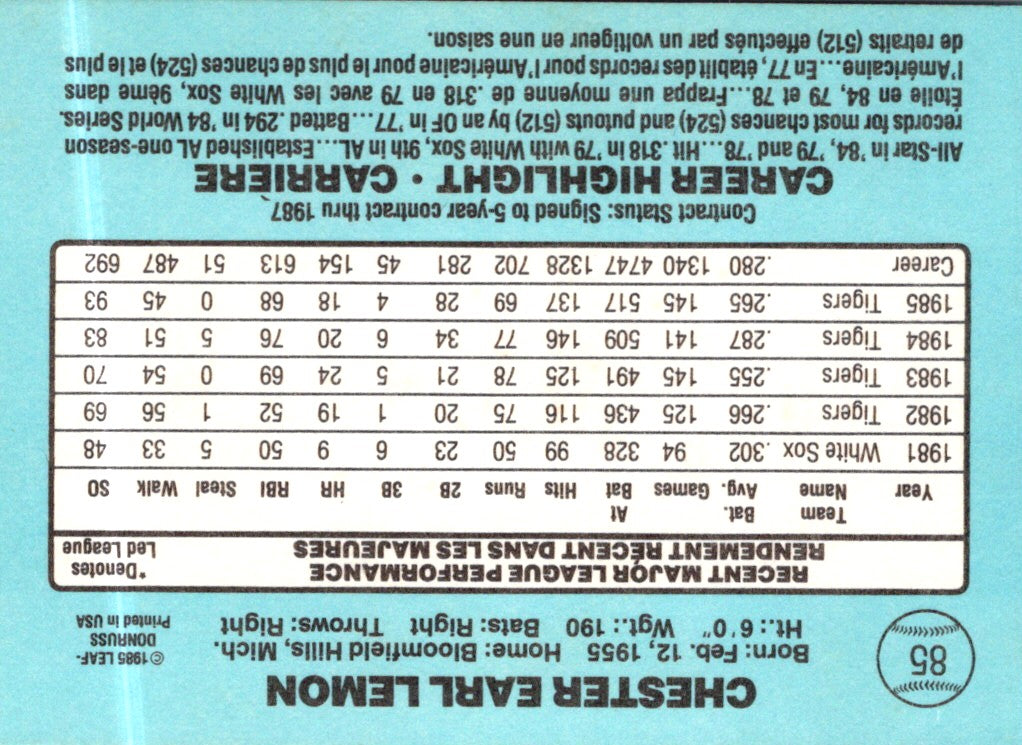 85
CHESTER EARL LEMON
Born: Feb. 12, 1955 Home: Bloomfield Hills, Mich.
Ht.: 6'0" Wgt.: 190 Bats: Right Throws: Right
©1985 LEAF-
DONRUSS
Printed in USA
RECENT MAJOR LEAGUE PERFORMANCE
RENDEMENT RÉCENT DANS LES MAJEURES
*Denotes
Led League
Year Team Name Bat. Avg. Games At Bat Hits Runs 2B 3B HR RBI Steal Walk SO
1981 White Sox .302 94 328 99 50 23 6 9 50 5 33 48
1982 Tigers .266 125 436 116 75 20 1 19 52 1 56 69
1983 Tigers .255 145 491 125 78 21 5 24 69 0 54 70
1984 Tigers .287 141 509 146 77 34 6 20 76 5 51 83
1985 Tigers .265 145 517 137 69 28 4 18 68 0 45 93
Career .280 1340 4747 1328 702 281 45 154 613 51 487 692
Contract Status: Signed to 5-year contract thru 1987
CAREER HIGHLIGHT • CARRIERE
All-Star in '84, '79 and '78...Hit .318 in '79 with White Sox, 9th in AL...Established AL one-season
records for most chances (524) and putouts (512) by an OF in '77...Batted .294 in '84 World Series.
Étoile en 84, 79 et 78...Frappa une moyenne de .318 en 79 avec les White Sox, 9ème dans
l'Américaine...En 77, établit des records pour l'Américaine pour le plus de chances (524) et le plus
de retraits (512) effectués par un voltigeur en une saison.